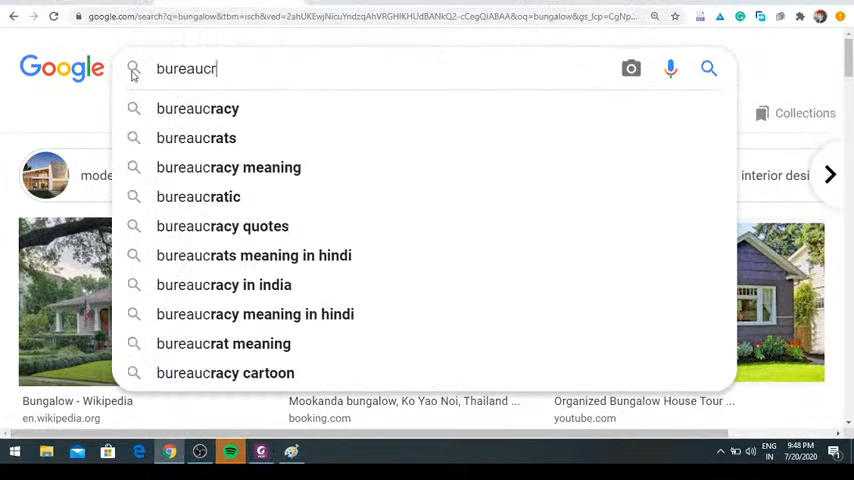 google.com/search?q=bungalow&tbm=isch&ved=2ahUKEwjNicuYndzqAhVRGHIKHUdBANkQ2-cCegQIABAA&oq=bungalow&gs_lcp=CgNp...
Google
bureaucr
bureaucracy
bureaucrats
bureaucracy meaning
bureaucratic
bureaucracy quotes
bureaucrats meaning in hindi
bureaucracy in india
bureaucracy meaning in hindi
bureaucrat meaning
bureaucracy cartoon
Collections
mode
interior desi
Bungalow - Wikipedia
en.wikipedia.org
Mookanda bungalow, Ko Yao Noi, Thailand ...
booking.com
Organized Bungalow House Tour ...
youtube.com
ENG
IN
9:48 PM
7/20/2020